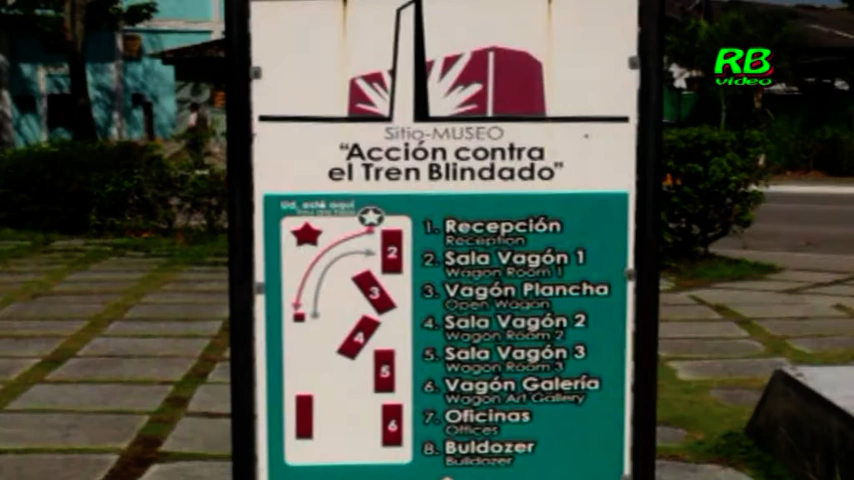 RB
video
Sitio-MUSEO
"Acción contra
el Tren Blindado"
Ud. está aquí
You are here
1. Recepción
Reception
2. Sala Vagón 1
Wagon Room 1
3. Vagón Plancha
Open Wagon
4. Sala Vagón 2
Wagon Room 2
5. Sala Vagón 3
Wagon Room 3
6. Vagón Galería
Wagon Art Gallery
7. Oficinas
Offices
8. Buldozer
Bulldozer
2
3
4
5
6